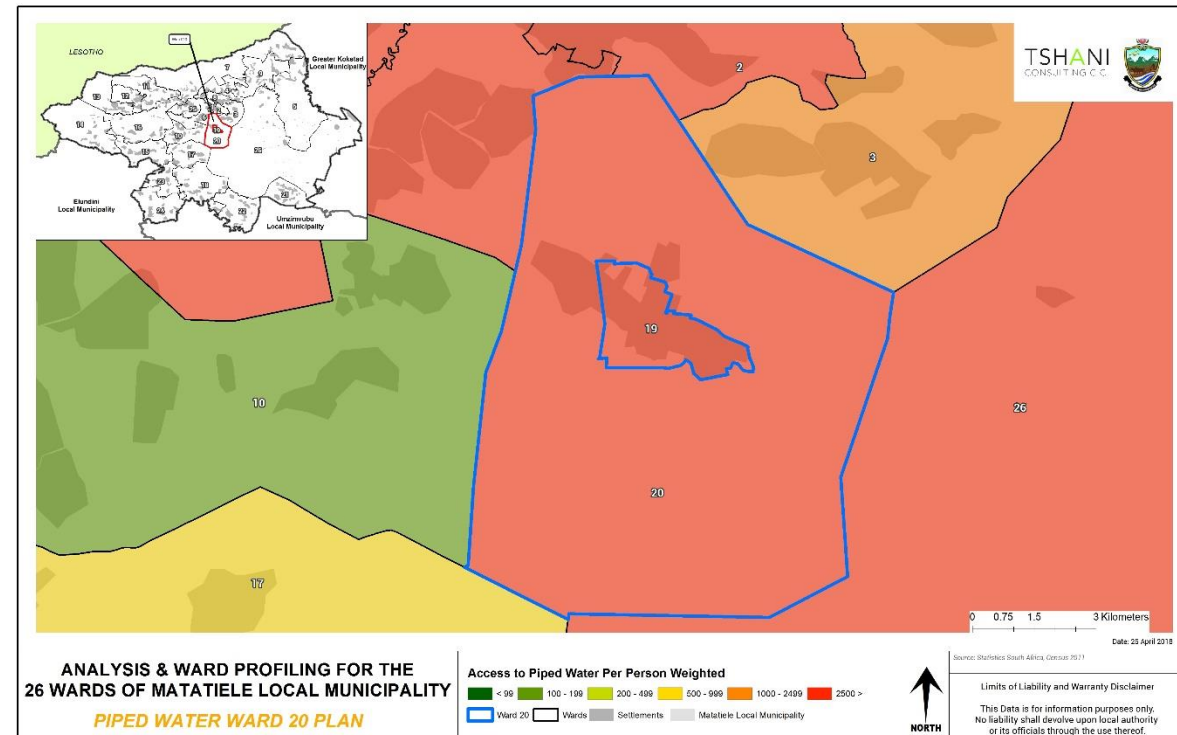 LESOTHO
Greater Kokstad
Local Municipality
Elundini
Local Municipality
Umzimvubu
Local Municipality
TSHANI
CONSULTING C.C.
2
3
19
10
26
20
17
0 0.75 1.5 3 Kilometers
Date: 25 April 2018
ANALYSIS & WARD PROFILING FOR THE
26 WARDS OF MATATIELE LOCAL MUNICIPALITY
PIPED WATER WARD 20 PLAN
Access to Piped Water Per Person Weighted
< 99 100 - 199 200 - 499 500 - 999 1000 - 2499 2500 >
Ward 20 Wards Settlements Matatiele Local Municipality
NORTH
Source: Statistics South Africa, Census 2011
Limits of Liability and Warranty Disclaimer
This Data is for information purposes only.
No liability shall devolve upon local authority
or its officials through the use thereof.